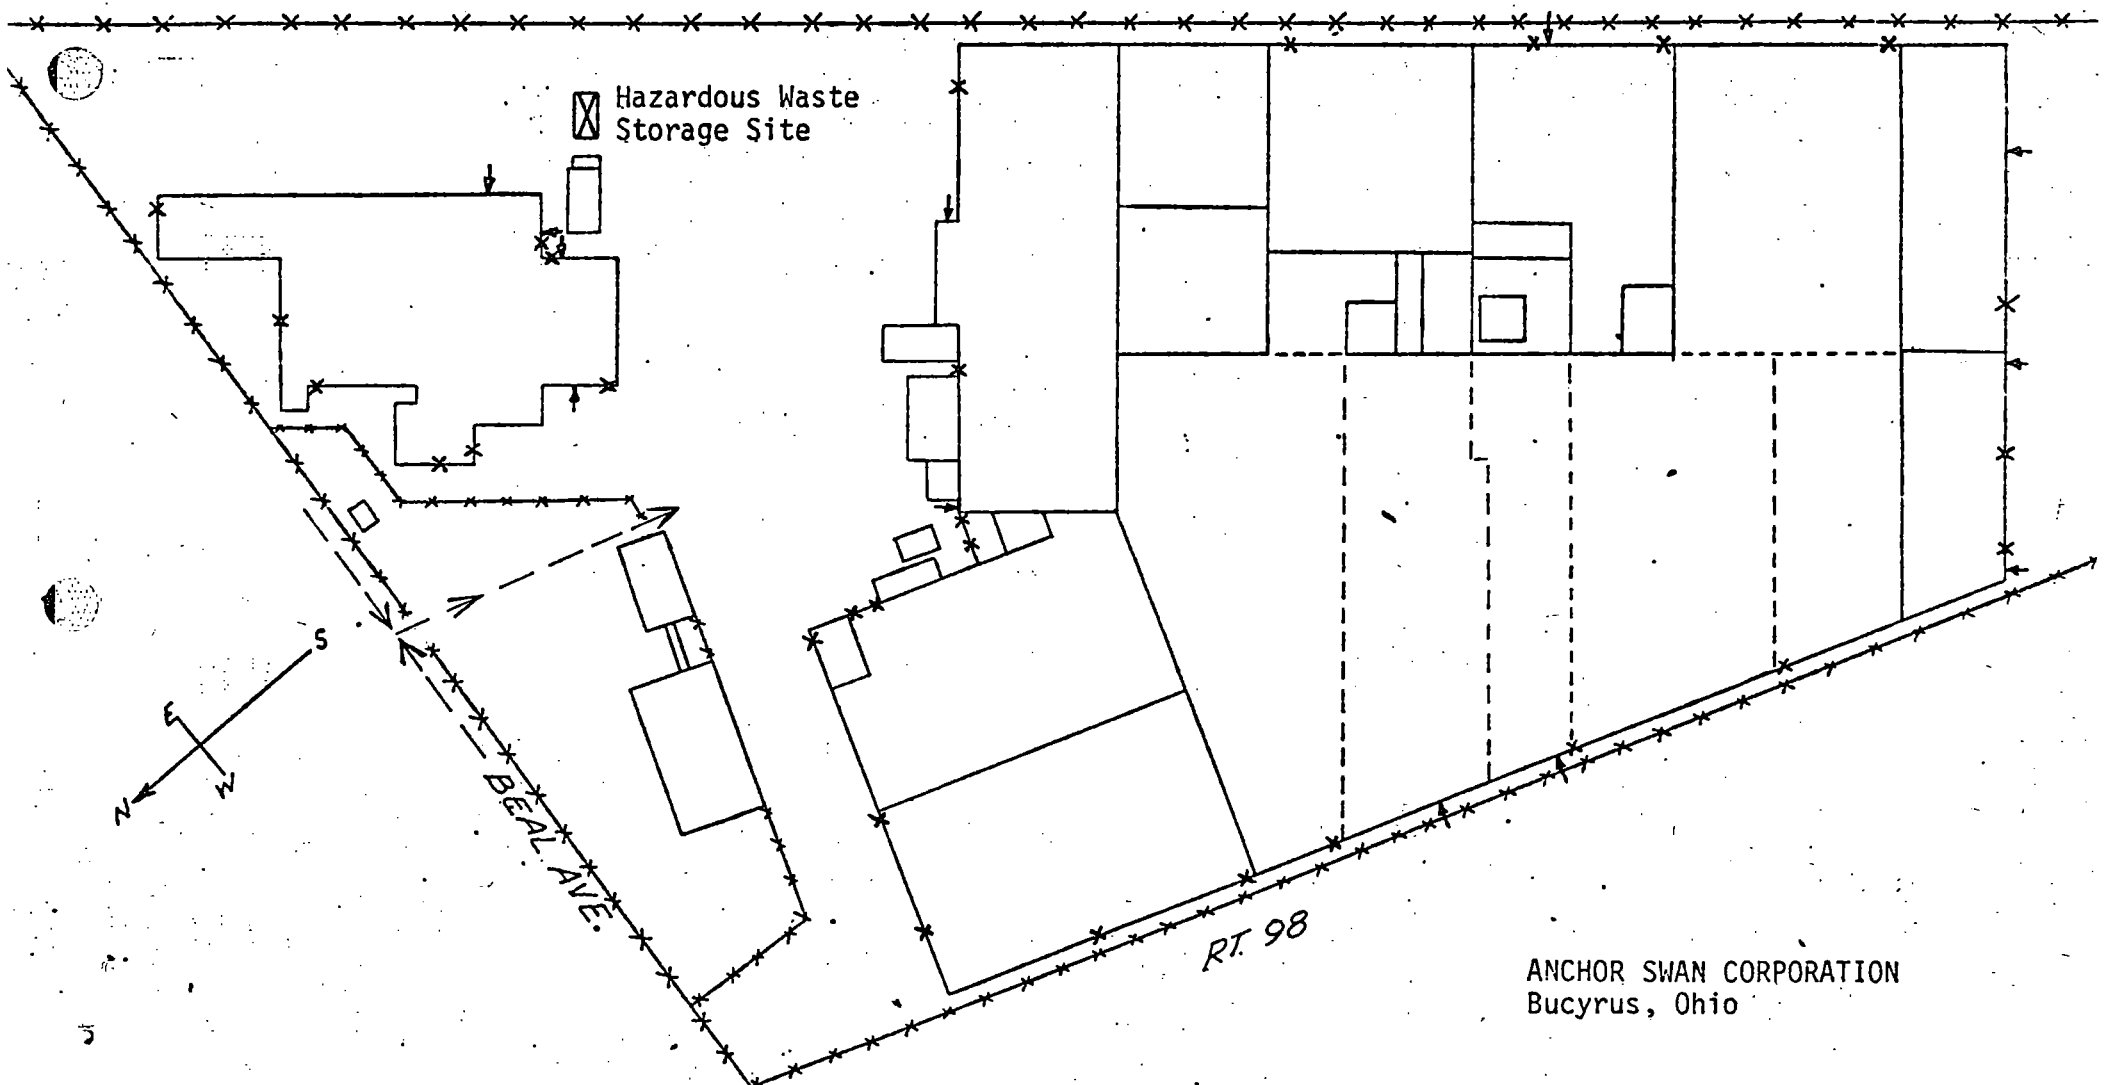 Hazardous Waste
Storage Site
S
E
W
N
BEAL AVE.
RT. 98
ANCHOR SWAN CORPORATION
Bucyrus, Ohio